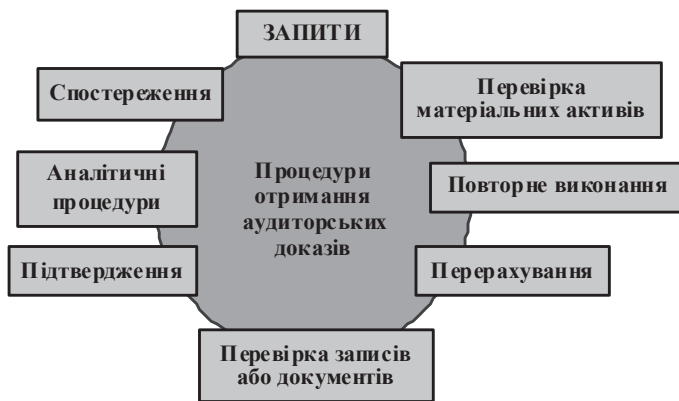 ЗАПИТИ
Спостереження
Перевірка
матеріальних активів
Аналітичні
процедури
Процедури
отримання
аудиторських
доказів
Повторне виконання
Підтвердження
Перерахування
Перевірка записів
або документів